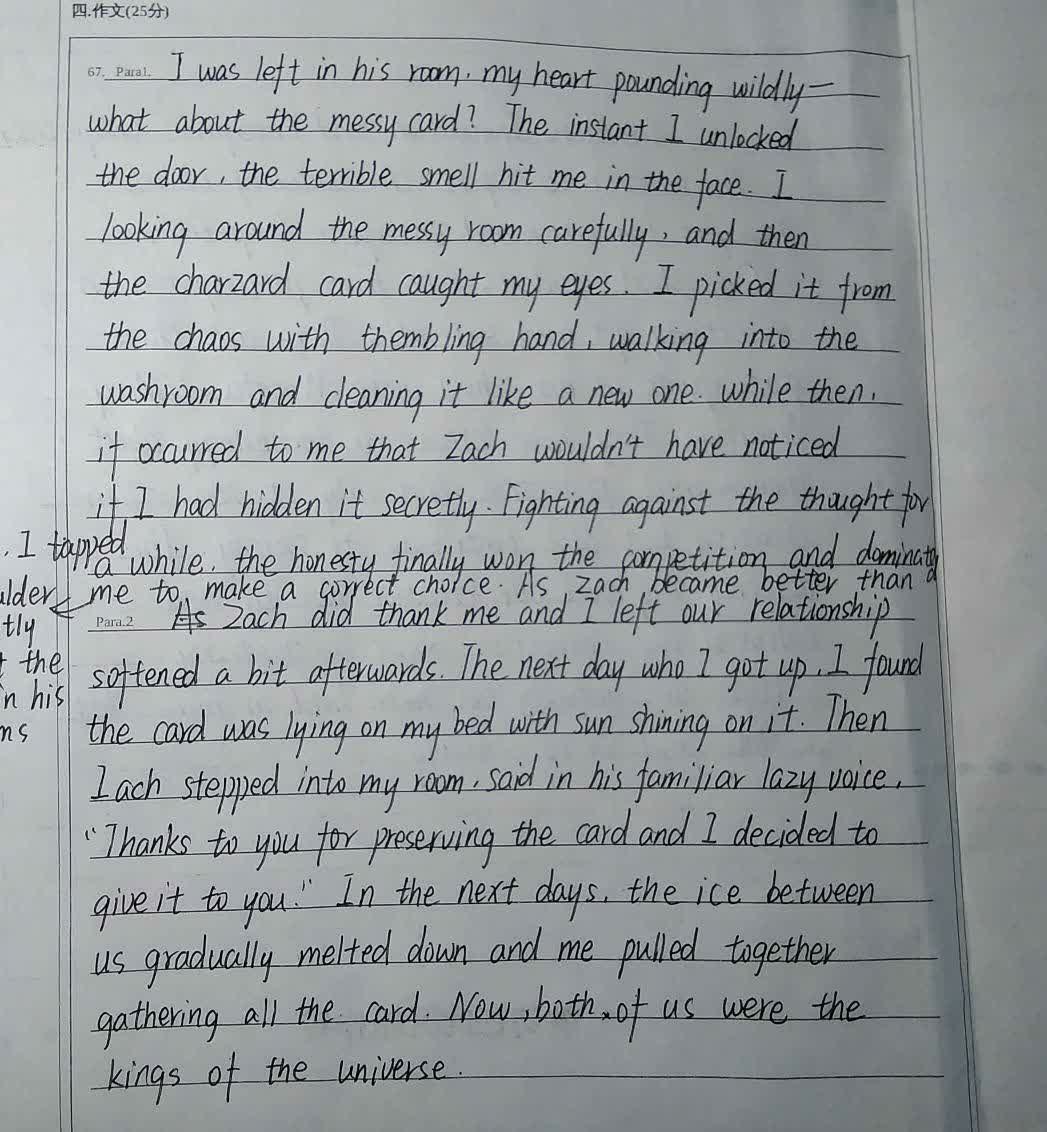 四.作文(25分)
67. Para1. I was left in his room, my heart pounding wildly—
what about the messy card? The instant I unlocked
the door, the terrible smell hit me in the face. I
looking around the messy room carefully, and then
the charzard card caught my eyes. I picked it from
the chaos with thembling hand, walking into the
washroom and cleaning it like a new one. while then,
it ocurred to me that Zach wouldn't have noticed
if I had hidden it secretly. Fighting against the thought for
. I tapped
a while, the honesty finally won the competition and
ulder me to make a correct choice. As Zach became better than a
tly
Para.2 As Zach did thank me and I left our relationship
t the
softened a bit afterwards. The next day who I got up, I found
n his
the card was lying on my bed with sun shining on it. Then
ms
Zach stepped into my room, said in his familiar lazy voice,
"Thanks to you for preserving the card and I decided to
give it to you." In the next days, the ice between
us gradually melted down and me pulled together
gathering all the card. Now, both of us were the
kings of the universe.